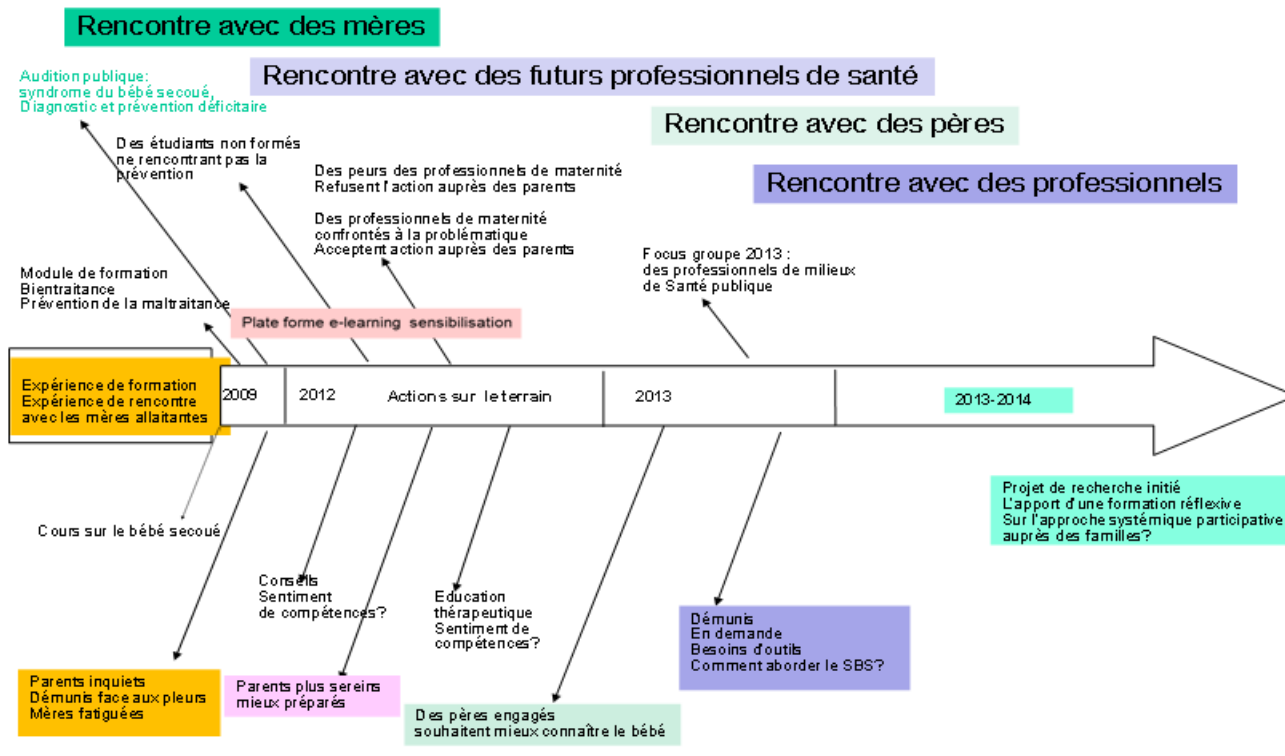 Rencontre avec des mères
Rencontre avec des futurs professionnels de santé
Rencontre avec des pères
Rencontre avec des professionnels
Audition publique:
syndrome du bébé secoué,
Diagnostic et prévention déficitaire
Des étudiants non formés
ne rencontrant pas la
prévention
Des peurs des professionnels de maternité
Refusent l'action auprès des parents
Des professionnels de maternité
confrontés à la problématique
Acceptent action auprès des parents
Focus groupe 2013 :
des professionnels de milieux
de Santé publique
Module de formation
Bientraitance
Prévention de la maltraitance
Plate forme e-learning sensibilisation
Expérience de formation
Expérience de rencontre
avec les mères allaitantes
2009
2012
Actions sur le terrain
2013
2013-2014
Projet de recherche initié
L'apport d'une formation réflexive
Sur l'approche systémique participative
auprès des familles?
Cours sur le bébé secoué
Conseils
Sentiment
de compétences?
Education
thérapeutique
Sentiment de
compétences?
Démunis
En demande
Besoins d'outils
Comment aborder le SBS?
Parents inquiets
Démunis face aux pleurs
Mères fatiguées
Parents plus sereins
mieux préparés
Des pères engagés
souhaitent mieux connaître le bébé